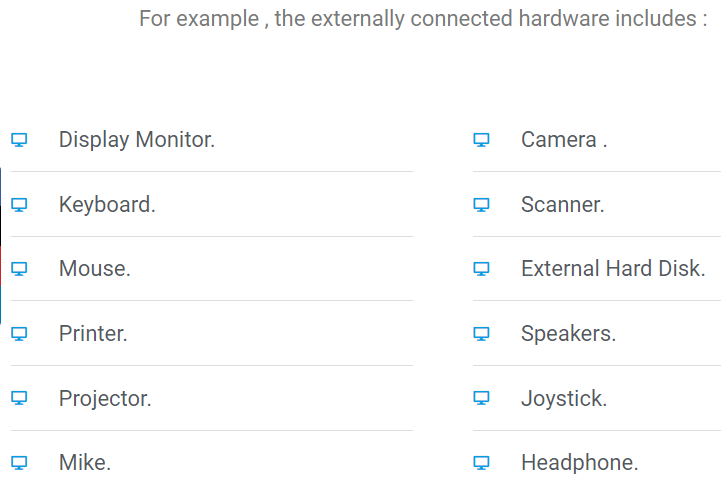 For example , the externally connected hardware includes :
Display Monitor.
Keyboard.
Mouse.
Printer.
Projector.
Mike.
Camera .
Scanner.
External Hard Disk.
Speakers.
Joystick.
Headphone.